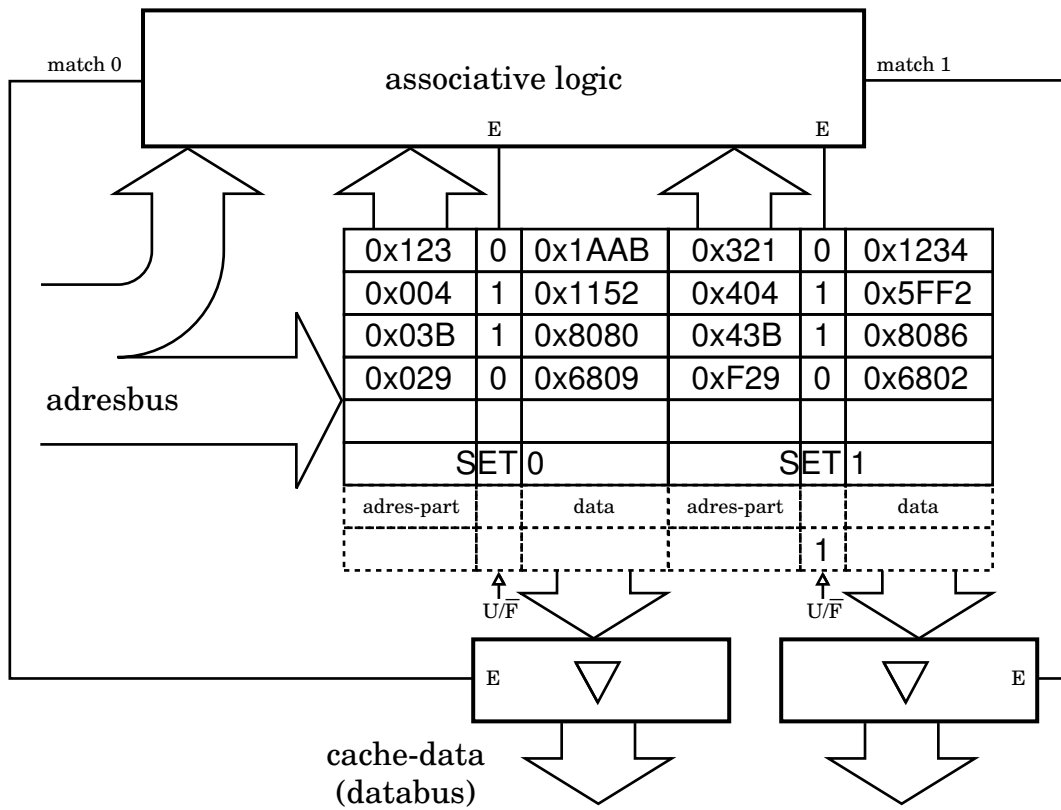 match 0
match 1
associative logic
E
E
0x123 0 0x1AAB 0x321 0 0x1234
0x004 1 0x1152 0x404 1 0x5FF2
0x03B 1 0x8080 0x43B 1 0x8086
0x029 0 0x6809 0xF29 0 0x6802
adresbus
SET 0 SET 1
adres-part data adres-part data
1
U/F̅ U/F̅
E
E
cache-data
(databus)